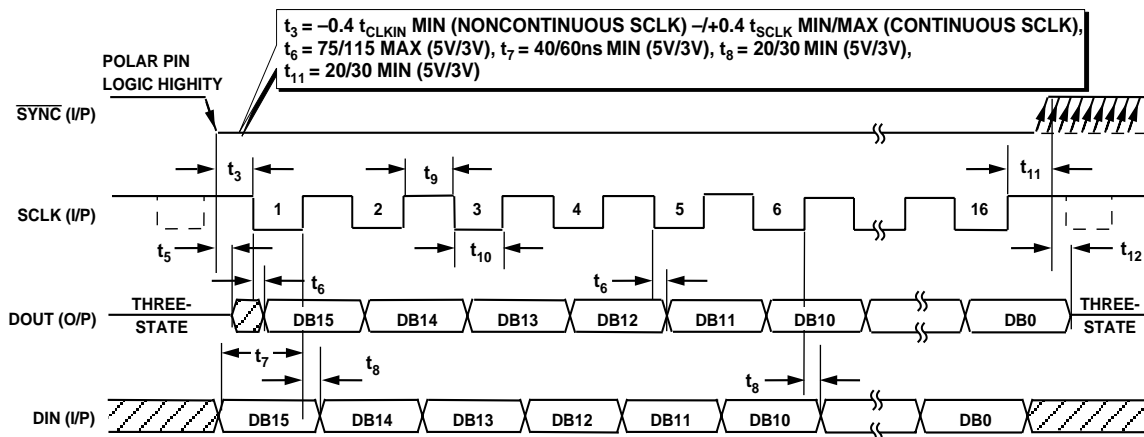 t3 = –0.4 tCLKIN MIN (NONCONTINUOUS SCLK) –/+0.4 tSCLK MIN/MAX (CONTINUOUS SCLK),
t6 = 75/115 MAX (5V/3V), t7 = 40/60ns MIN (5V/3V), t8 = 20/30 MIN (5V/3V),
t11 = 20/30 MIN (5V/3V)
POLAR PIN
LOGIC HIGHITY
SYNC (I/P)
t3
t9
t11
SCLK (I/P)
1 2 3 4 5 6 16
t5
t10
t12
t6
t6
DOUT (O/P)
THREE-
STATE
DB15 DB14 DB13 DB12 DB11 DB10 DB0
THREE-
STATE
t7
t8
t8
DIN (I/P)
DB15 DB14 DB13 DB12 DB11 DB10 DB0